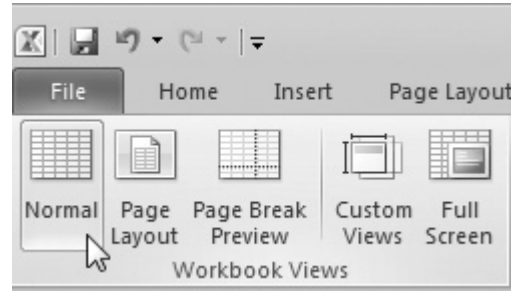 File Home Insert Page Layout
Normal Page Layout Page Break Preview Custom Views Full Screen
Workbook Views